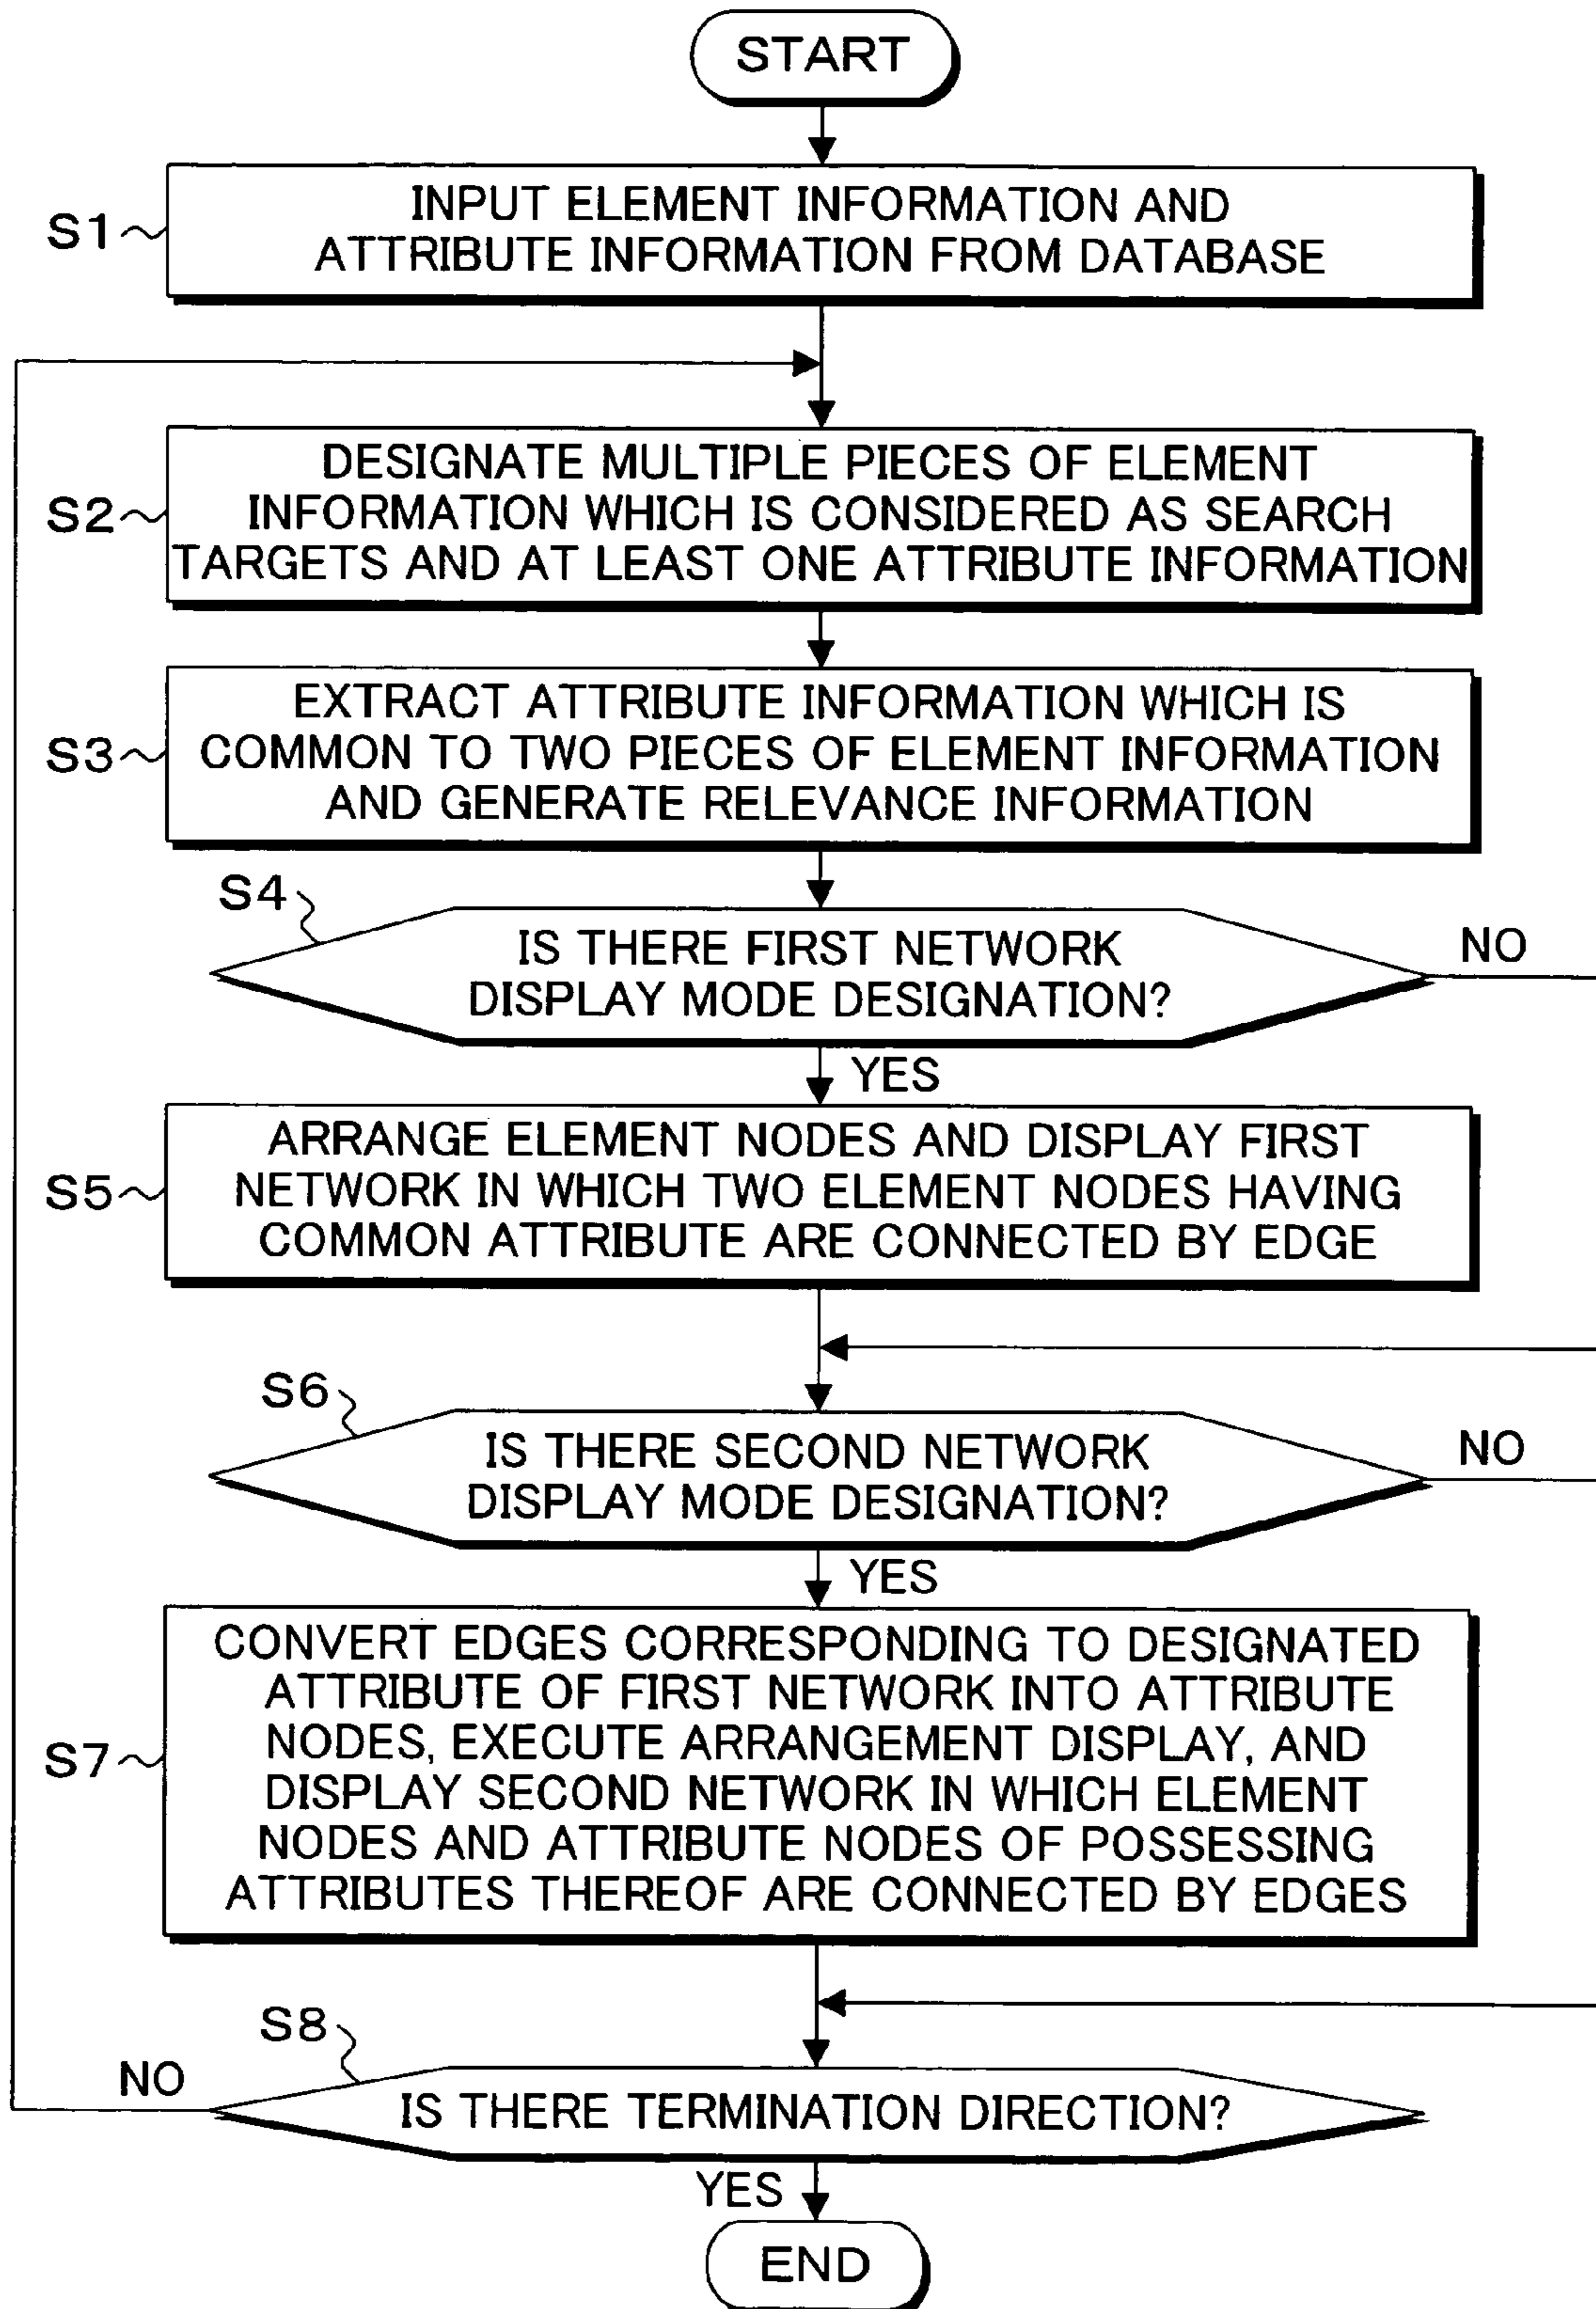 START
S1
INPUT ELEMENT INFORMATION AND
ATTRIBUTE INFORMATION FROM DATABASE
S2
DESIGNATE MULTIPLE PIECES OF ELEMENT
INFORMATION WHICH IS CONSIDERED AS SEARCH
TARGETS AND AT LEAST ONE ATTRIBUTE INFORMATION
S3
EXTRACT ATTRIBUTE INFORMATION WHICH IS
COMMON TO TWO PIECES OF ELEMENT INFORMATION
AND GENERATE RELEVANCE INFORMATION
S4
IS THERE FIRST NETWORK
DISPLAY MODE DESIGNATION?
NO
YES
S5
ARRANGE ELEMENT NODES AND DISPLAY FIRST
NETWORK IN WHICH TWO ELEMENT NODES HAVING
COMMON ATTRIBUTE ARE CONNECTED BY EDGE
S6
IS THERE SECOND NETWORK
DISPLAY MODE DESIGNATION?
NO
YES
S7
CONVERT EDGES CORRESPONDING TO DESIGNATED
ATTRIBUTE OF FIRST NETWORK INTO ATTRIBUTE
NODES, EXECUTE ARRANGEMENT DISPLAY, AND
DISPLAY SECOND NETWORK IN WHICH ELEMENT
NODES AND ATTRIBUTE NODES OF POSSESSING
ATTRIBUTES THEREOF ARE CONNECTED BY EDGES
S8
NO
IS THERE TERMINATION DIRECTION?
YES
END